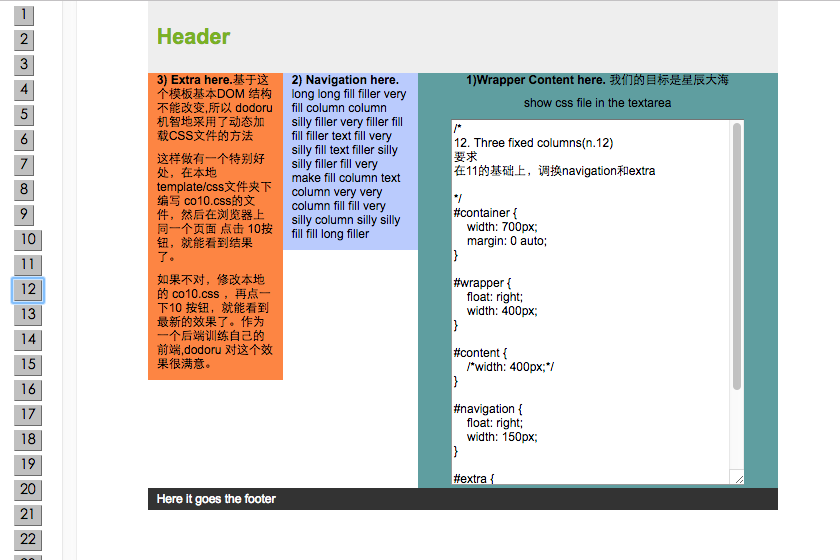 1
2
3
4
5
6
7
8
9
10
11
12
13
14
15
16
17
18
19
20
21
22
Header
3) Extra here.基于这
个模板基本DOM 结构
不能改变,所以 dodoru
机智地采用了动态加
载CSS文件的方法
这样做有一个特别好
处，在本地
template/css文件夹下
编写 co10.css的文
件，然后在浏览器上
同一个页面 点击 10按
钮，就能看到结果
了。
如果不对，修改本地
的 co10.css ，再点一
下10 按钮，就能看到
最新的效果了。作为
一个后端训练自己的
前端,dodoru 对这个效
果很满意。
2) Navigation here.
long long fill filler very
fill column column
silly filler very filler fill
fill filler text fill very
silly fill text filler silly
silly filler fill very
make fill column text
column very very
column fill fill very
silly column silly silly
fill fill long filler
1)Wrapper Content here. 我们的目标是星辰大海
show css file in the textarea
/*
12. Three fixed columns(n.12)
要求
在11的基础上，调换navigation和extra
*/
#container {
width: 700px;
margin: 0 auto;
}
#wrapper {
float: right;
width: 400px;
}
#content {
/*width: 400px;*/
}
#navigation {
float: right;
width: 150px;
}
#extra {
Here it goes the footer